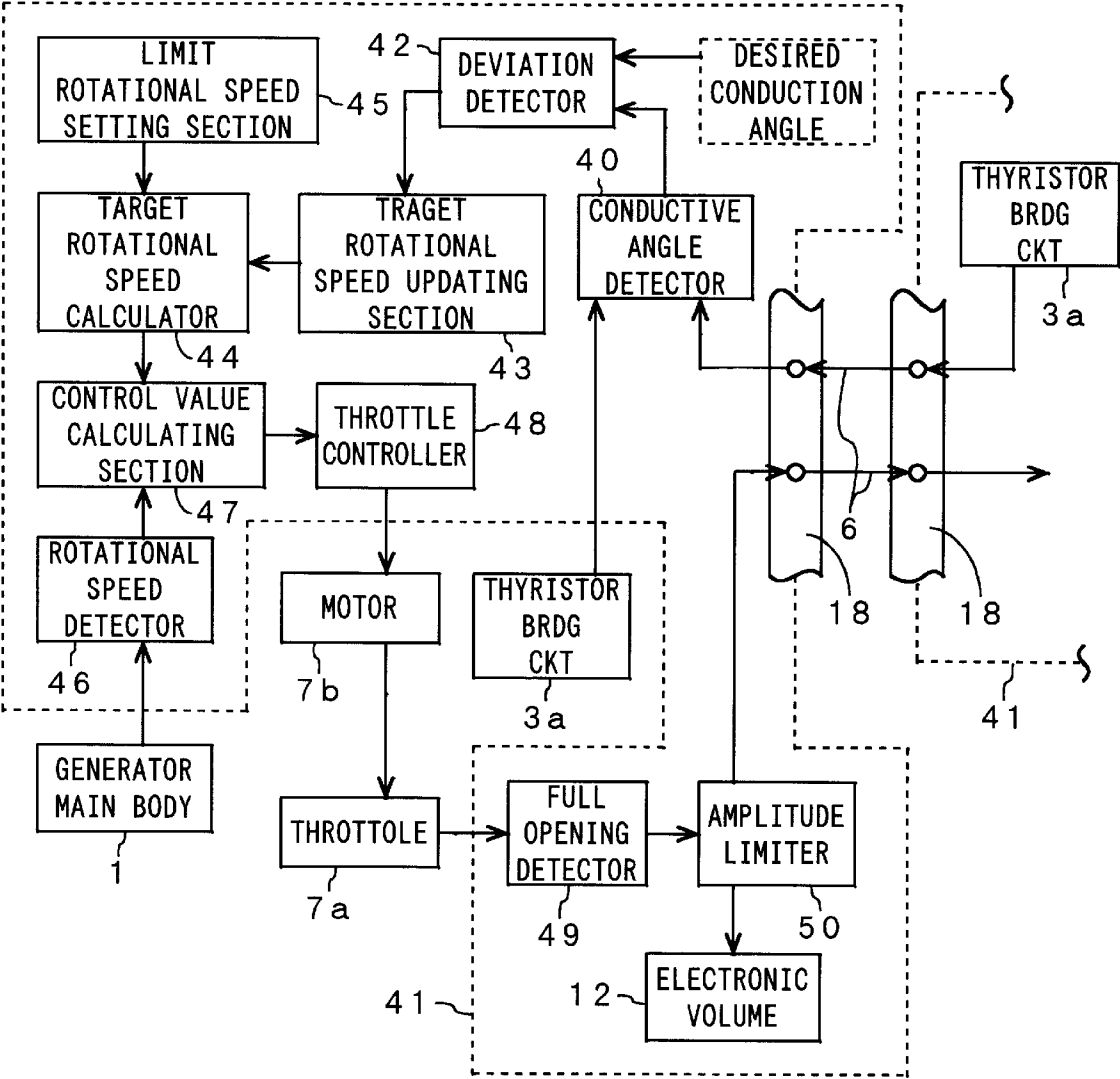 LIMIT
ROTATIONAL SPEED
SETTING SECTION
45
42
DEVIATION
DETECTOR
DESIRED
CONDUCTION
ANGLE
TARGET
ROTATIONAL
SPEED
CALCULATOR
44
TRAGET
ROTATIONAL
SPEED UPDATING
SECTION
43
40
CONDUCTIVE
ANGLE
DETECTOR
THYRISTOR
BRDG
CKT
3a
CONTROL VALUE
CALCULATING
SECTION
47
THROTTLE
CONTROLLER
48
6
18
18
41
ROTATIONAL
SPEED
DETECTOR
46
MOTOR
7b
THYRISTOR
BRDG
CKT
3a
GENERATOR
MAIN BODY
1
THROTTOLE
7a
FULL
OPENING
DETECTOR
49
AMPLITUDE
LIMITER
50
41
12
ELECTRONIC
VOLUME